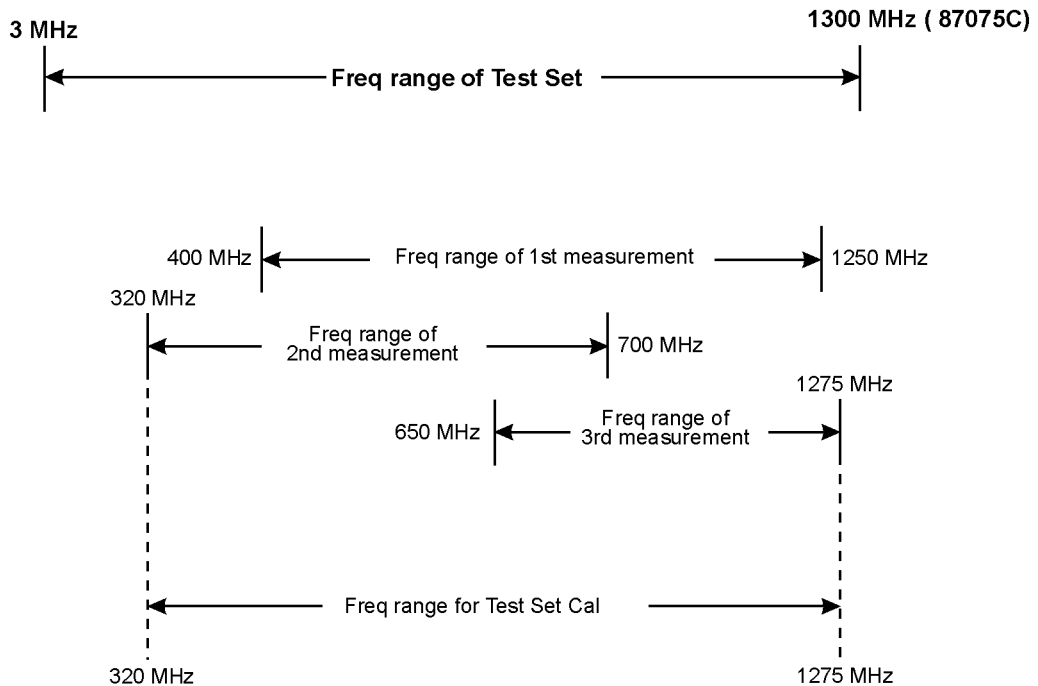 3 MHz
1300 MHz ( 87075C)
Freq range of Test Set
400 MHz
Freq range of 1st measurement
1250 MHz
320 MHz
Freq range of
2nd measurement
700 MHz
1275 MHz
650 MHz
Freq range of
3rd measurement
Freq range for Test Set Cal
320 MHz
1275 MHz